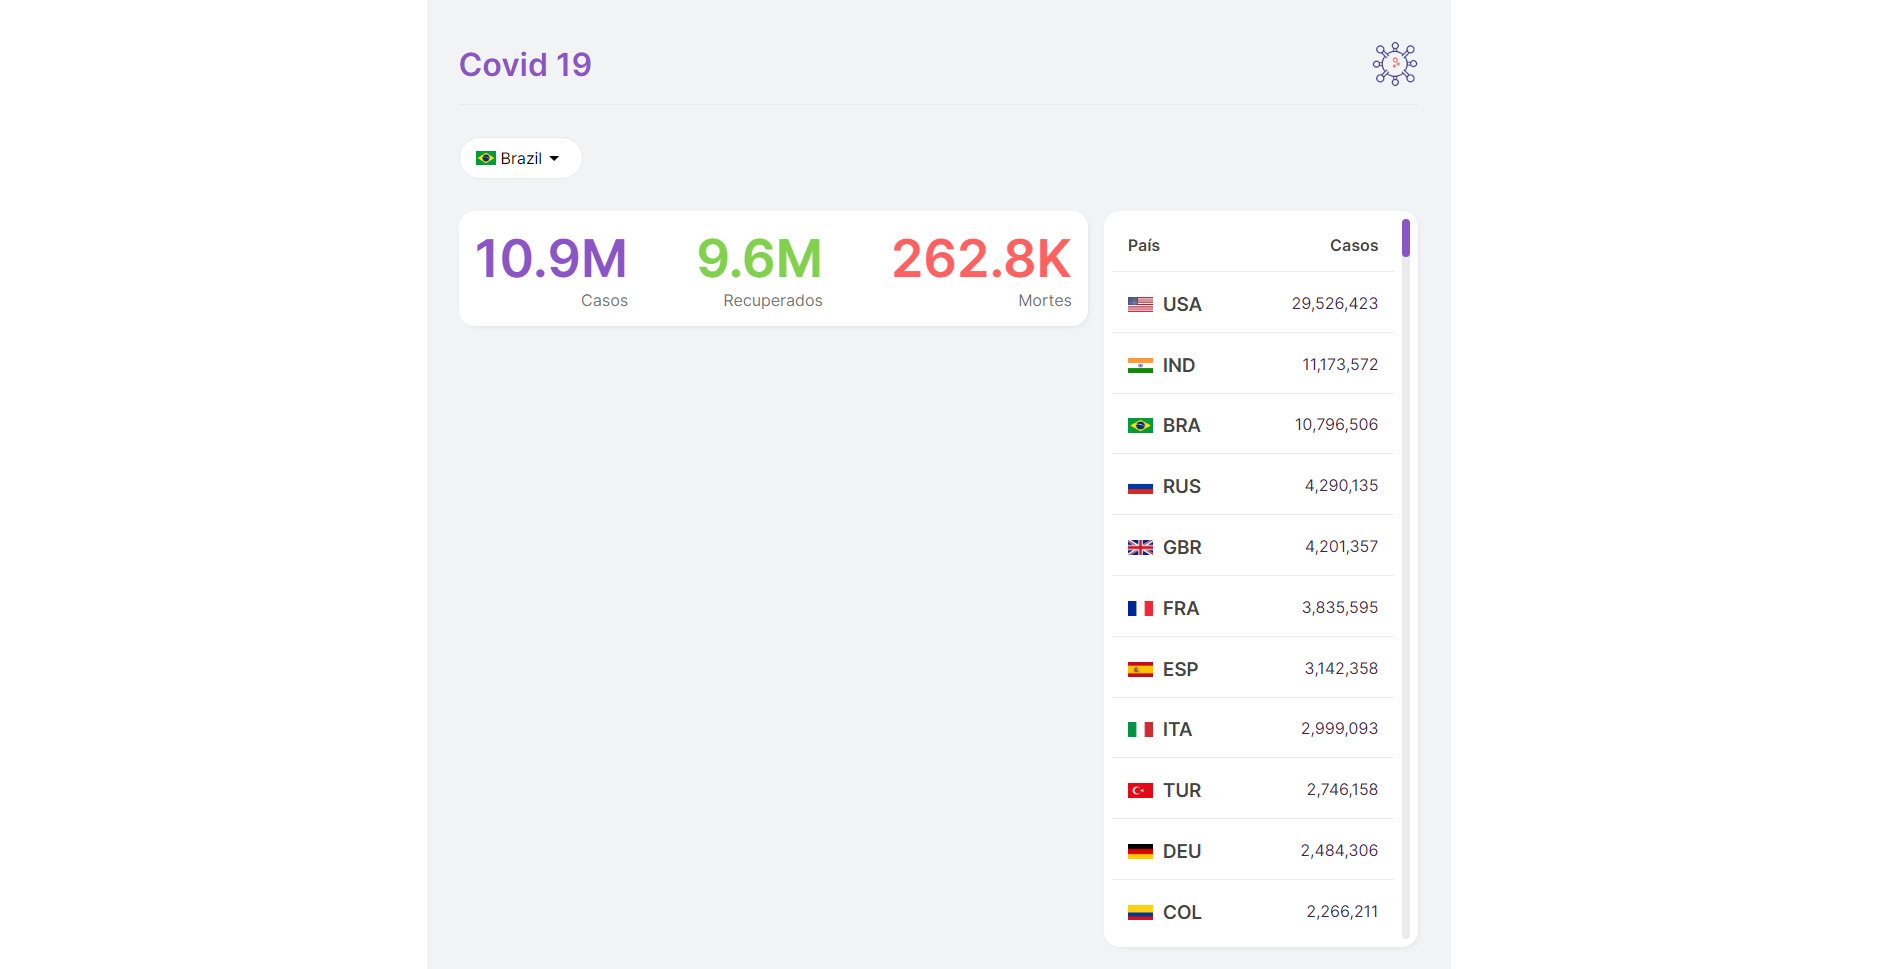 Covid 19
Brazil
10.9M 9.6M 262.8K
Casos Recuperados Mortes
País Casos
USA 29,526,423
IND 11,173,572
BRA 10,796,506
RUS 4,290,135
GBR 4,201,357
FRA 3,835,595
ESP 3,142,358
ITA 2,999,093
TUR 2,746,158
DEU 2,484,306
COL 2,266,211